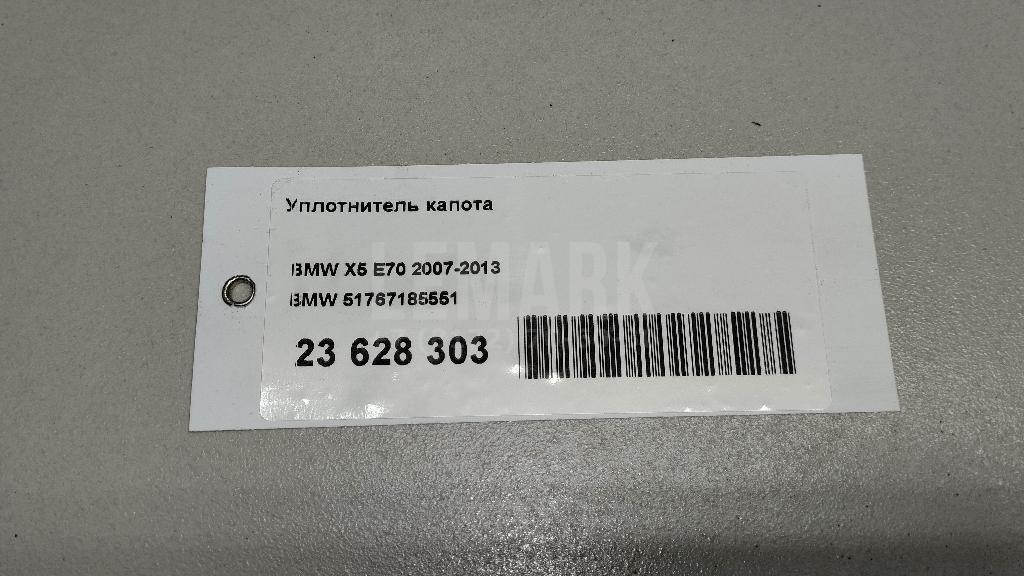 Уплотнитель капота
LEMARK
BMW X5 E70 2007-2013
BMW 51767185551
23 628 303